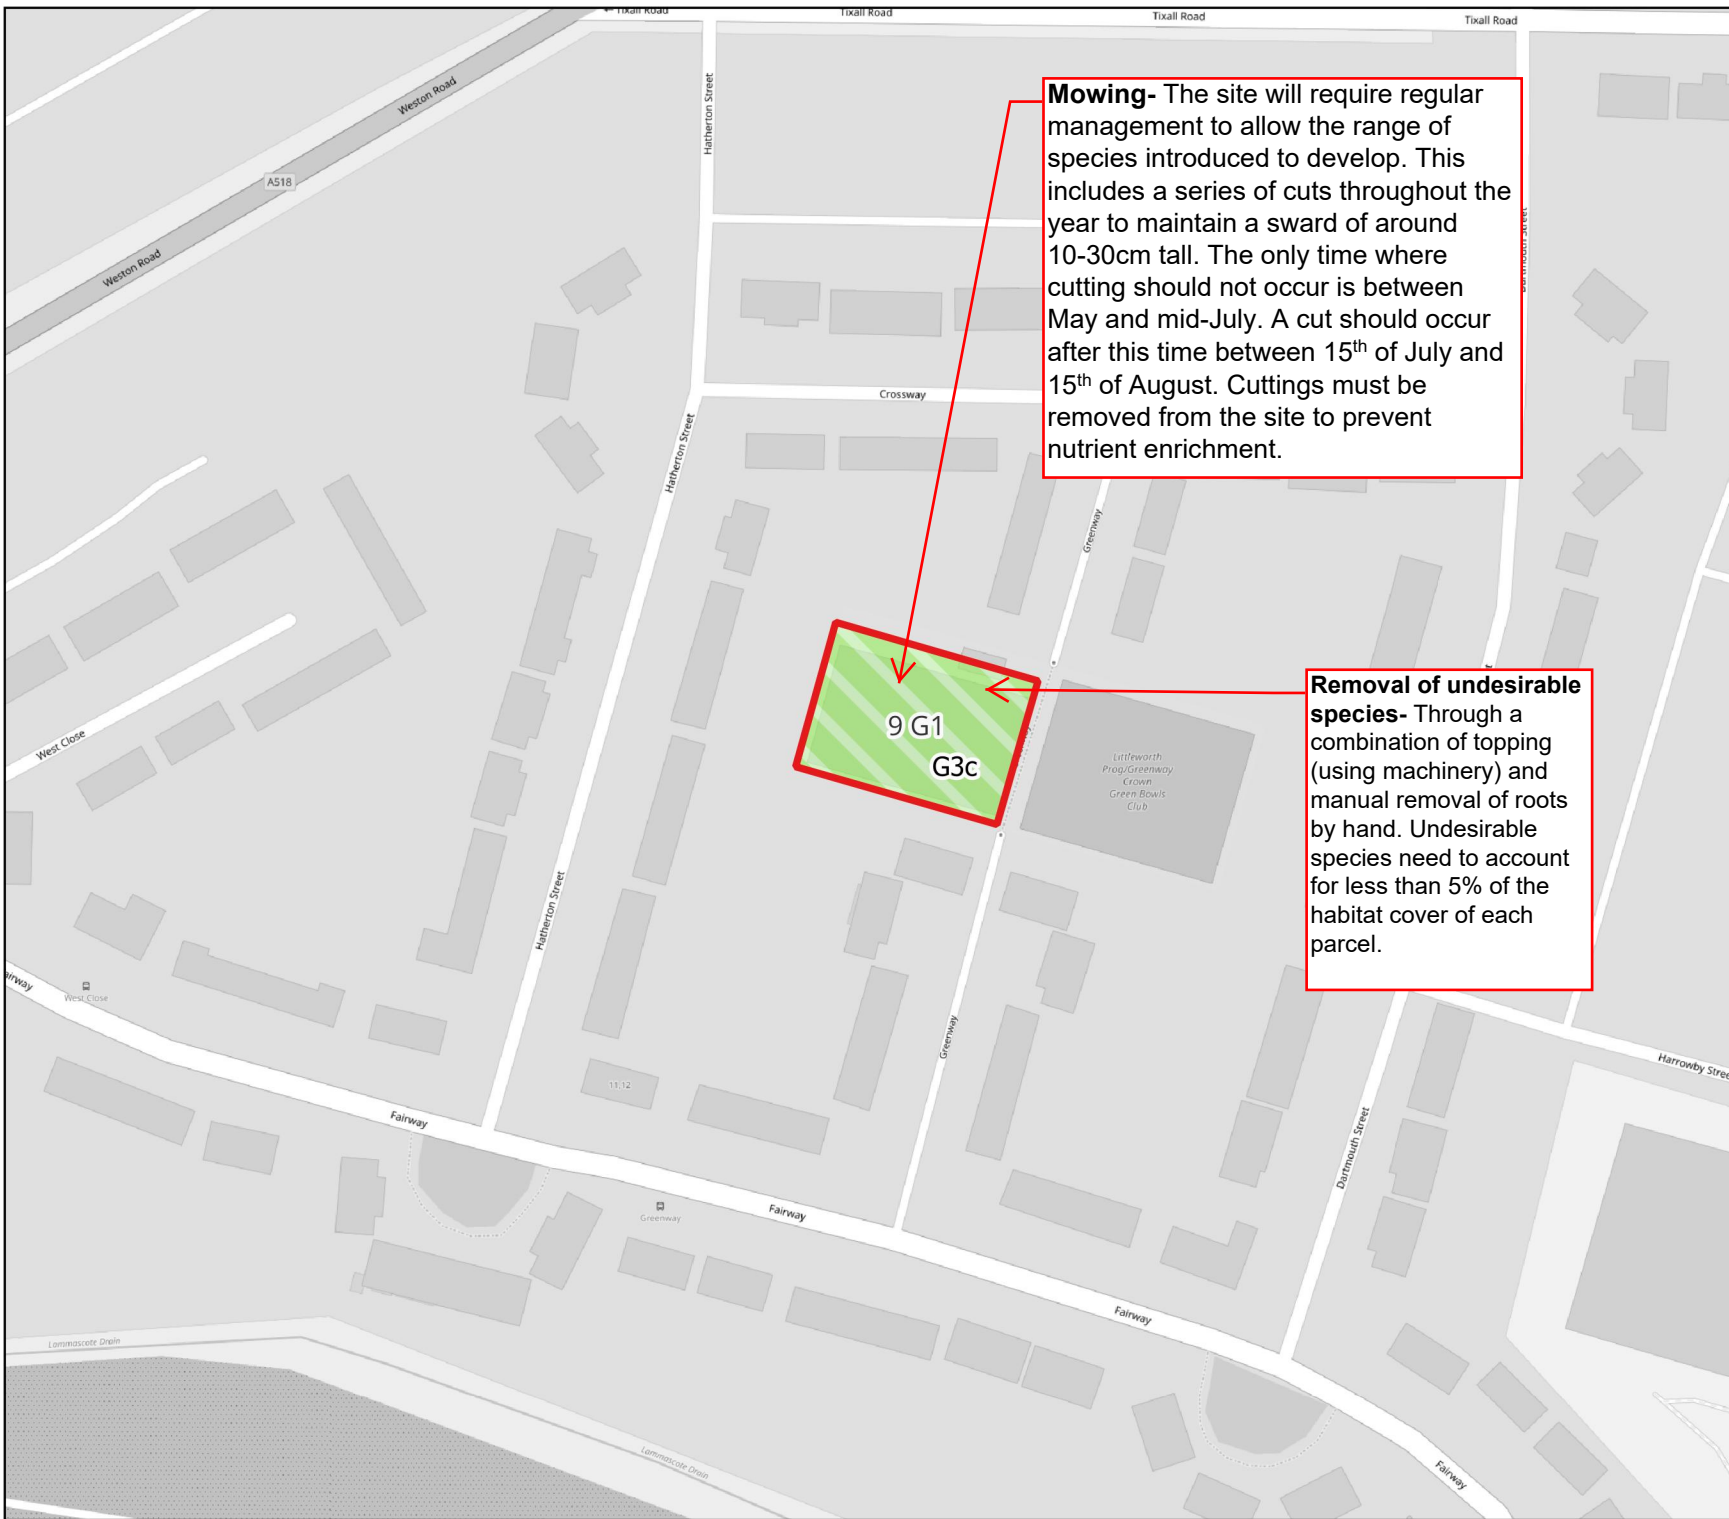 Tixall Road
Tixall Road
Tixall Road
Tixall Road
Weston Road
Hatherton Street
A518
Weston Road
Mowing- The site will require regular
management to allow the range of
species introduced to develop. This
includes a series of cuts throughout the
year to maintain a sward of around
10-30cm tall. The only time where
cutting should not occur is between
May and mid-July. A cut should occur
after this time between 15th of July and
15th of August. Cuttings must be
removed from the site to prevent
nutrient enrichment.
Dartmouth Street
Crossway
Hatherton Street
Greenway
9 G1
G3c
Removal of undesirable
species- Through a
combination of topping
(using machinery) and
manual removal of roots
by hand. Undesirable
species need to account
for less than 5% of the
habitat cover of each
parcel.
West Close
Littleworth
Prog/Greenway
Crown
Green Bowls
Club
Hatherton Street
airway
West Close
Greenway
Harrowby Stree
11,12
Fairway
Dartmouth Street
Greenway
Fairway
Fairway
Lammascote Drain
Lammascote Drain
Fairway